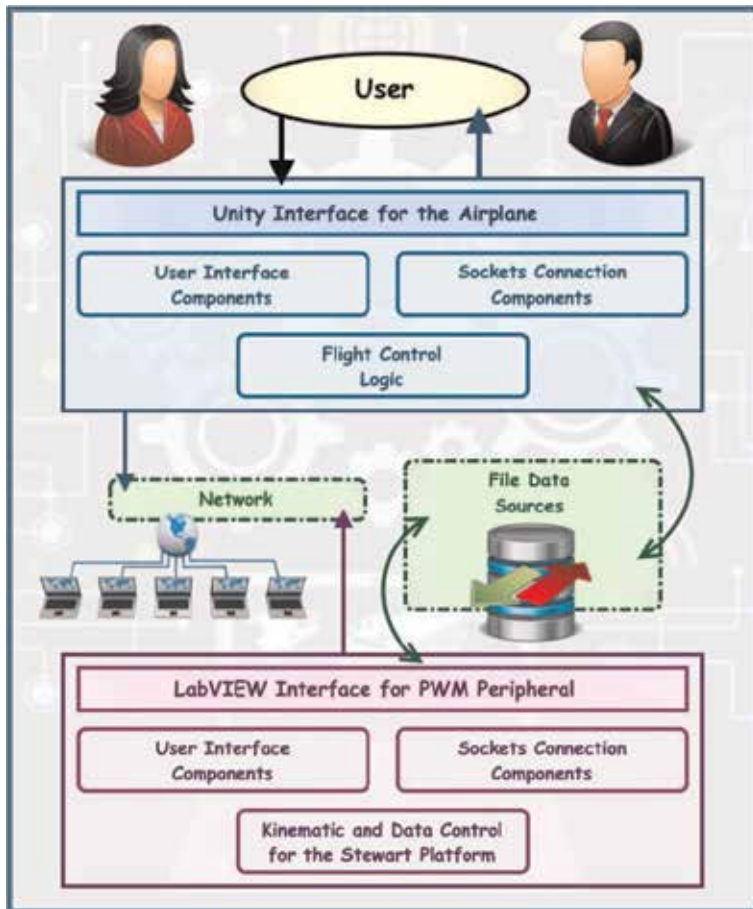 User
Unity Interface for the Airplane
User Interface
Components
Sockets Connection
Components
Flight Control
Logic
Network
File Data
Sources
LabVIEW Interface for PWM Peripheral
User Interface
Components
Sockets Connection
Components
Kinematic and Data Control
for the Stewart Platform